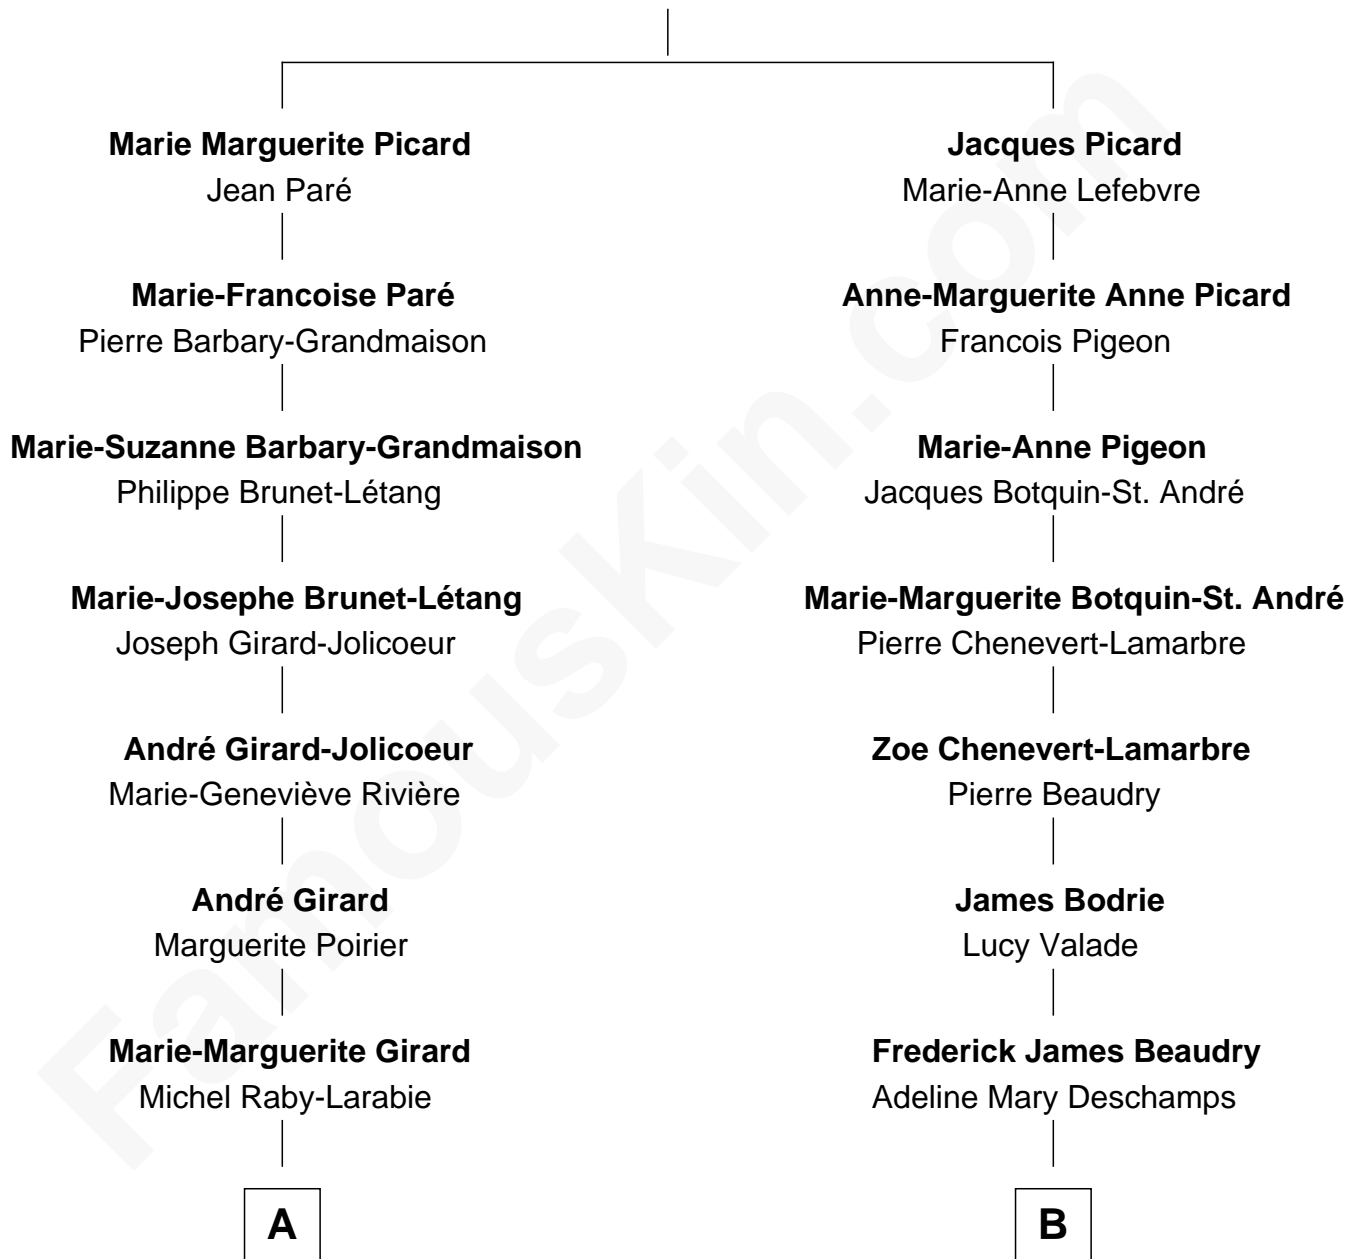 Marie Marguerite Picard
Jean Paré
Marie-Francoise Paré
Pierre Barbary-Grandmaison
Marie-Suzanne Barbary-Grandmaison
Philippe Brunet-Létang
Marie-Josephe Brunet-Létang
Joseph Girard-Jolicoeur
André Girard-Jolicoeur
Marie-Geneviève Rivière
André Girard
Marguerite Poirier
Marie-Marguerite Girard
Michel Raby-Larabie
A
Jacques Picard
Marie-Anne Lefebvre
Anne-Marguerite Anne Picard
Francois Pigeon
Marie-Anne Pigeon
Jacques Botquin-St. André
Marie-Marguerite Botquin-St. André
Pierre Chenevert-Lamarbre
Zoe Chenevert-Lamarbre
Pierre Beaudry
James Bodrie
Lucy Valade
Frederick James Beaudry
Adeline Mary Deschamps
B
FamousKin.com